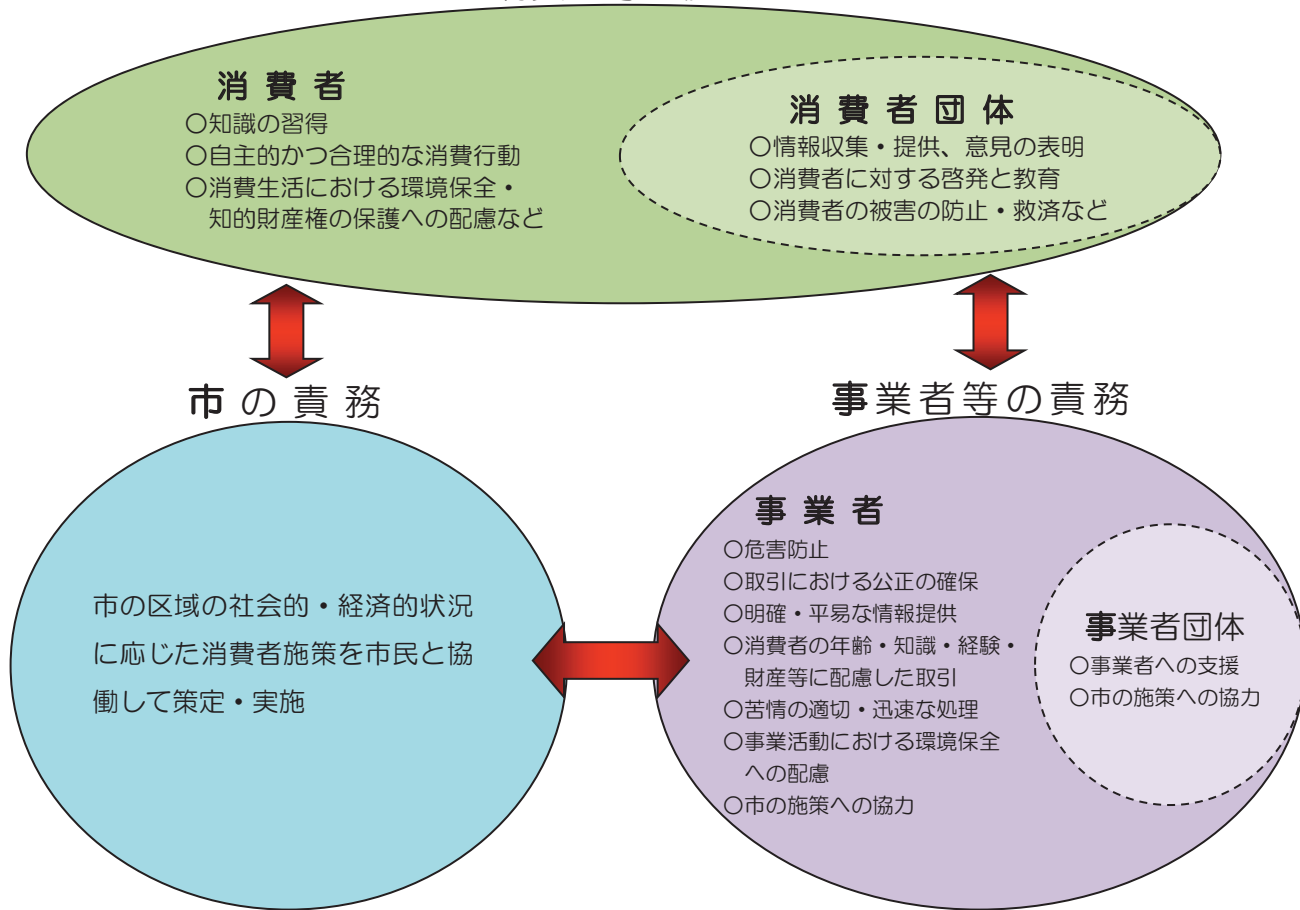 消費者
○知識の習得
○自主的かつ合理的な消費行動
○消費生活における環境保全・
知的財産権の保護への配慮など
消費者団体
○情報収集・提供、意見の表明
○消費者に対する啓発と教育
○消費者の被害の防止・救済など
市の責務
市の区域の社会的・経済的状況
に応じた消費者施策を市民と協
働して策定・実施
事業者等の責務
事業者
○危害防止
○取引における公正の確保
○明確・平易な情報提供
○消費者の年齢・知識・経験・
財産等に配慮した取引
○苦情の適切・迅速な処理
○事業活動における環境保全
への配慮
○市の施策への協力
事業者団体
○事業者への支援
○市の施策への協力